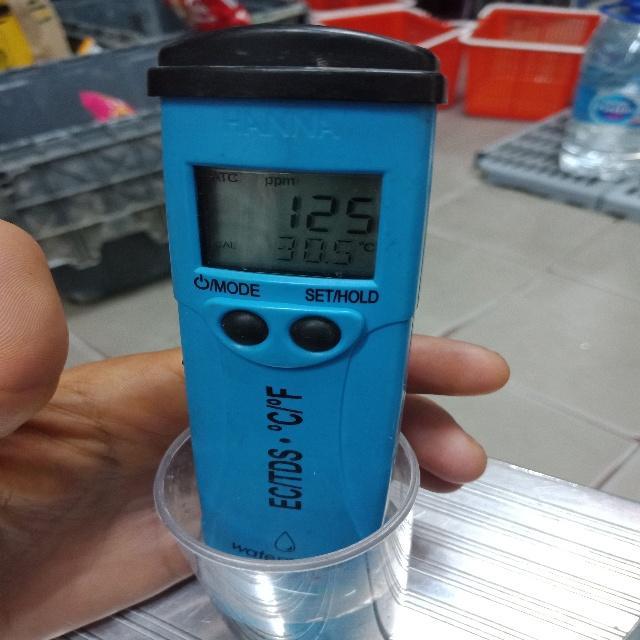 HANNA
ATC ppm
125
CAL 30.5 °C
⏻/MODE SET/HOLD
EC/TDS • °C/°F